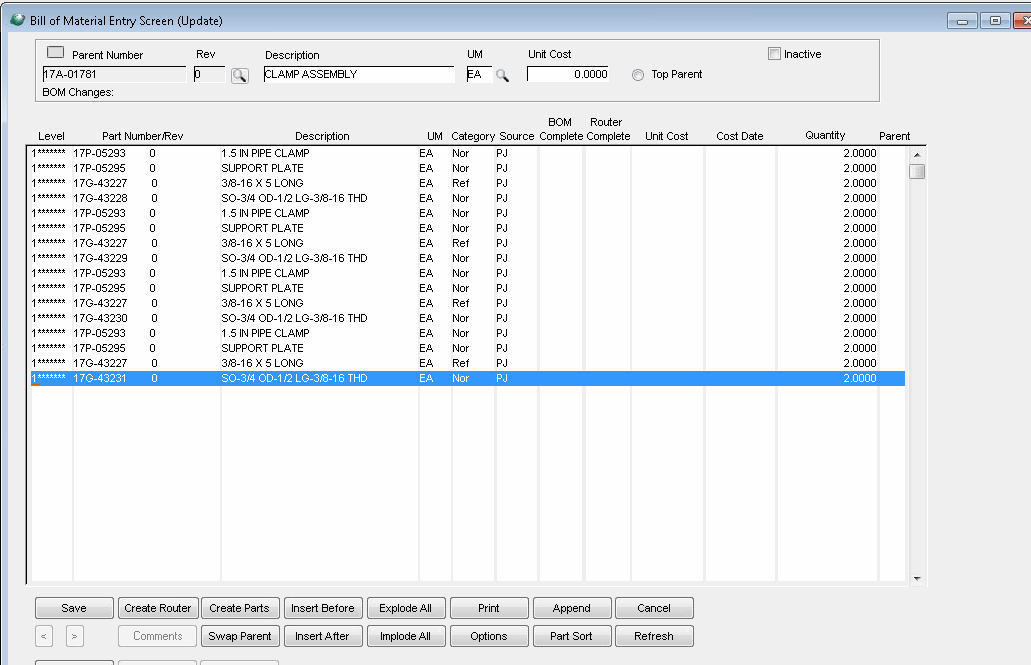 Bill of Material Entry Screen (Update)
Parent Number Rev Description UM Unit Cost Inactive
17A-01781 0 CLAMP ASSEMBLY EA 0.0000 Top Parent
BOM Changes:
BOM Router
Level Part Number/Rev Description UM Category Source Complete Complete Unit Cost Cost Date Quantity Parent
1******* 17P-05293 0 1.5 IN PIPE CLAMP EA Nor PJ 2.0000
1******* 17P-05295 0 SUPPORT PLATE EA Nor PJ 2.0000
1******* 17G-43227 0 3/8-16 X 5 LONG EA Ref PJ 2.0000
1******* 17G-43228 0 SO-3/4 OD-1/2 LG-3/8-16 THD EA Nor PJ 2.0000
1******* 17P-05293 0 1.5 IN PIPE CLAMP EA Nor PJ 2.0000
1******* 17P-05295 0 SUPPORT PLATE EA Nor PJ 2.0000
1******* 17G-43227 0 3/8-16 X 5 LONG EA Ref PJ 2.0000
1******* 17G-43229 0 SO-3/4 OD-1/2 LG-3/8-16 THD EA Nor PJ 2.0000
1******* 17P-05293 0 1.5 IN PIPE CLAMP EA Nor PJ 2.0000
1******* 17P-05295 0 SUPPORT PLATE EA Nor PJ 2.0000
1******* 17G-43227 0 3/8-16 X 5 LONG EA Ref PJ 2.0000
1******* 17G-43230 0 SO-3/4 OD-1/2 LG-3/8-16 THD EA Nor PJ 2.0000
1******* 17P-05293 0 1.5 IN PIPE CLAMP EA Nor PJ 2.0000
1******* 17P-05295 0 SUPPORT PLATE EA Nor PJ 2.0000
1******* 17G-43227 0 3/8-16 X 5 LONG EA Ref PJ 2.0000
1******* 17G-43231 0 SO-3/4 OD-1/2 LG-3/8-16 THD EA Nor PJ 2.0000
Save Create Router Create Parts Insert Before Explode All Print Append Cancel
< > Comments Swap Parent Insert After Implode All Options Part Sort Refresh